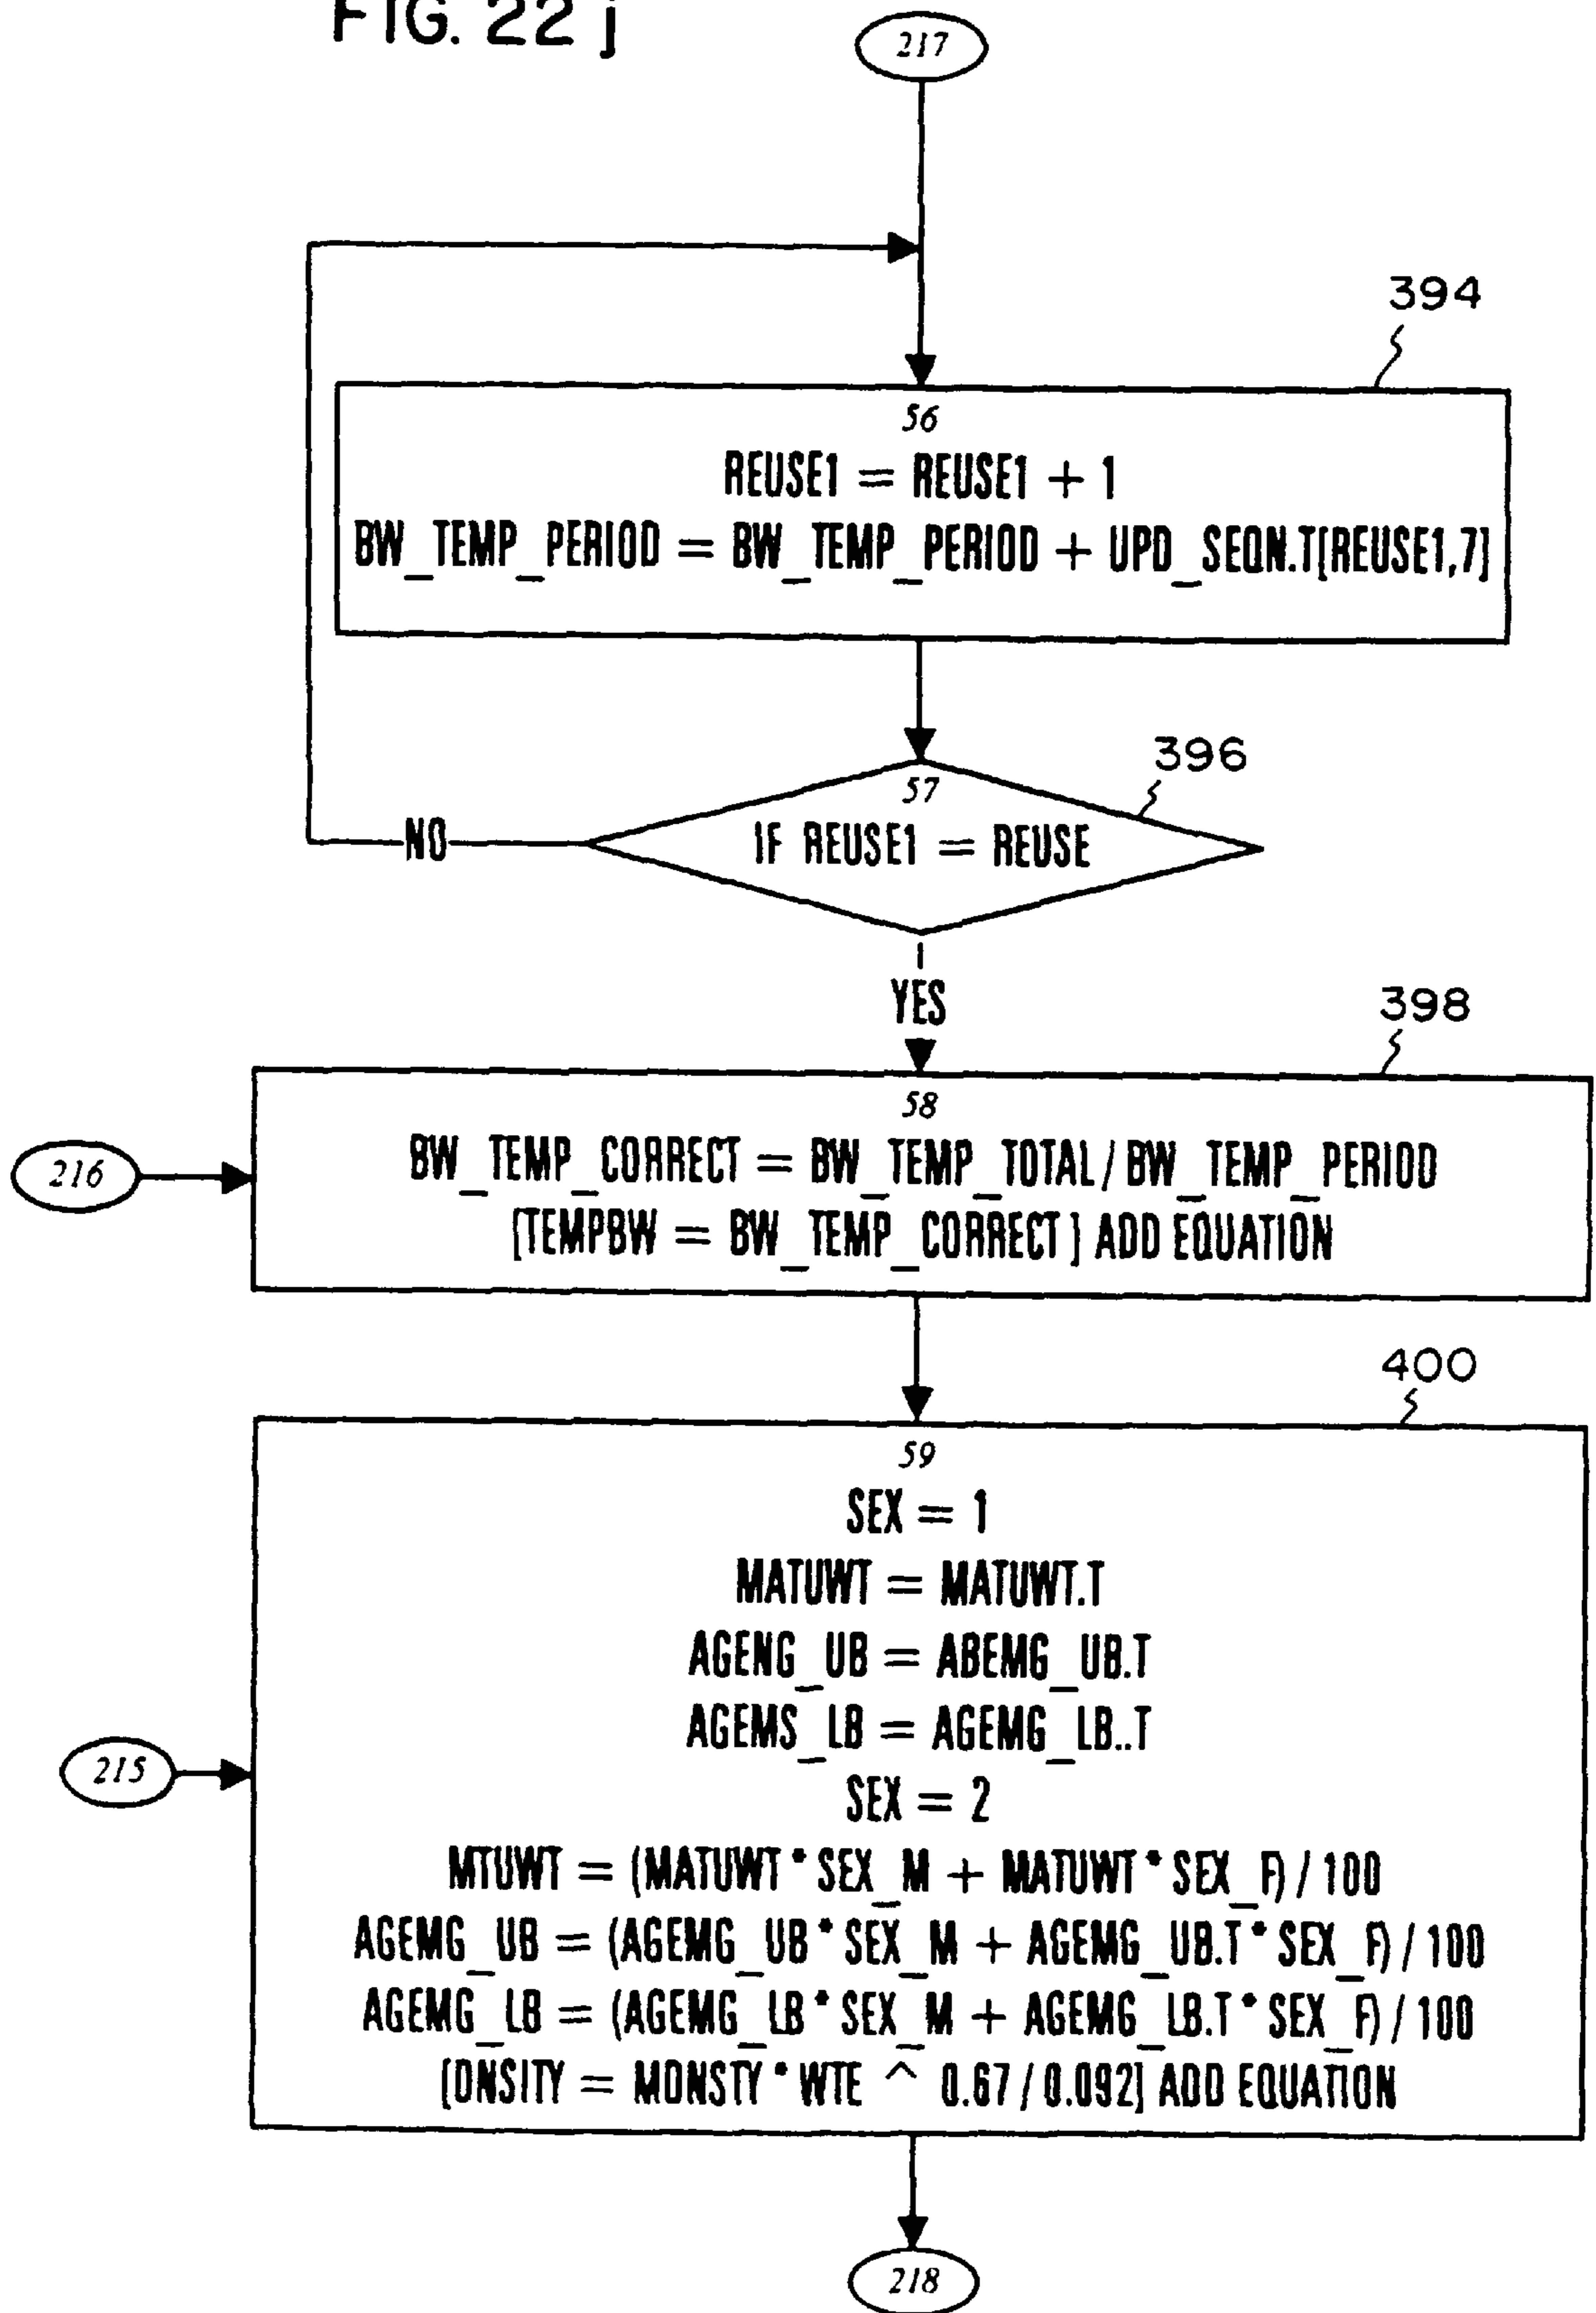 FIG. 22 j
217
394
56
REUSE1 = REUSE1 + 1
BW_TEMP_PERIOD = BW_TEMP_PERIOD + UPD_SEQN.T[REUSE1,7]
396
57
IF REUSE1 = REUSE
NO
YES
398
58
BW_TEMP_CORRECT = BW_TEMP_TOTAL / BW_TEMP_PERIOD
[TEMPBW = BW_TEMP_CORRECT] ADD EQUATION
216
400
59
SEX = 1
MATUWT = MATUWT.T
AGENG_UB = ABEMG_UB.T
AGEMS_LB = AGEMG_LB..T
215
SEX = 2
MTUWT = (MATUWT * SEX_M + MATUWT * SEX_F) / 100
AGEMG_UB = (AGEMG_UB * SEX_M + AGEMG_UB.T * SEX_F) / 100
AGEMG_LB = (AGEMG_LB * SEX_M + AGEMG_LB.T * SEX_F) / 100
[DNSITY = MDNSTY * WTE ^ 0.67 / 0.092] ADD EQUATION
218